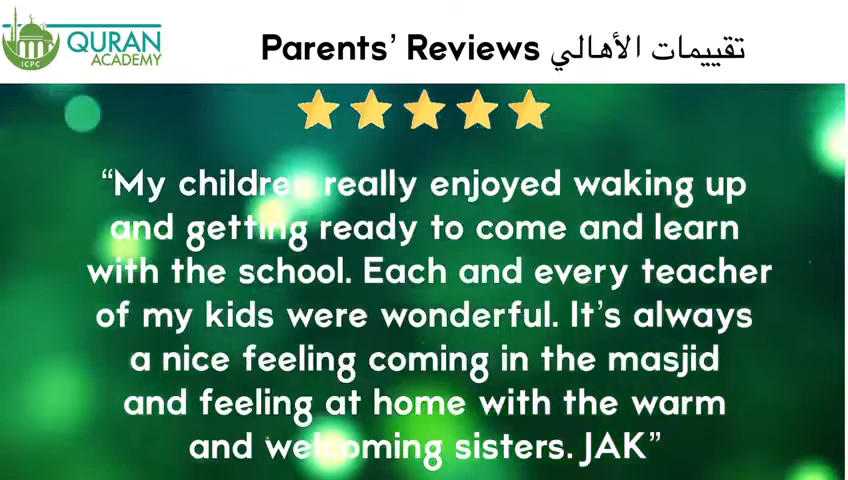 ICPC
QURAN
ACADEMY
Parents’ Reviews تقييمات الأهالي
“My children really enjoyed waking up
and getting ready to come and learn
with the school. Each and every teacher
of my kids were wonderful. It’s always
a nice feeling coming in the masjid
and feeling at home with the warm
and welcoming sisters. JAK”